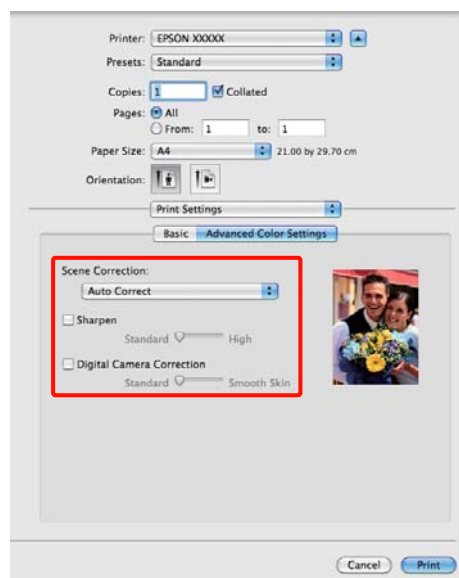 Printer: EPSON XXXXX
Presets: Standard
Copies: 1 Collated
Pages: All
From: 1 to: 1
Paper Size: A4 21.00 by 29.70 cm
Orientation:
Print Settings
Basic Advanced Color Settings
Scene Correction:
Auto Correct
Sharpen
Standard High
Digital Camera Correction
Standard Smooth Skin
Cancel Print